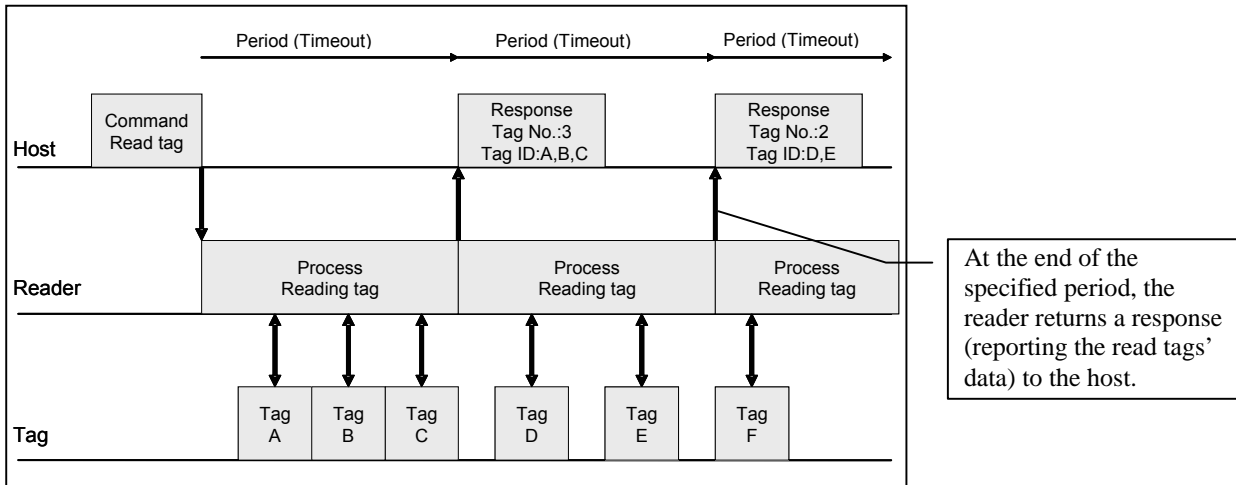 Period (Timeout)
Period (Timeout)
Period (Timeout)
Command
Read tag
Response
Tag No.:3
Tag ID:A,B,C
Response
Tag No.:2
Tag ID:D,E
Host
Process
Reading tag
Process
Reading tag
Process
Reading tag
Reader
At the end of the
specified period, the
reader returns a response
(reporting the read tags’
data) to the host.
Tag
A
Tag
B
Tag
C
Tag
D
Tag
E
Tag
F
Tag